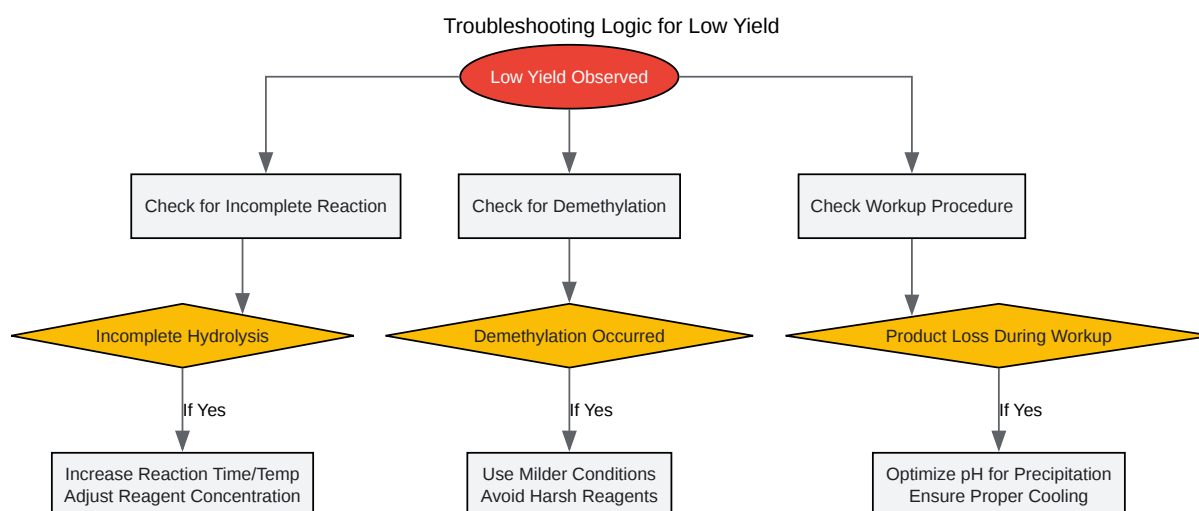 Troubleshooting Logic for Low Yield
Low Yield Observed
Check for Incomplete Reaction
Check for Demethylation
Check Workup Procedure
Incomplete Hydrolysis
Demethylation Occurred
Product Loss During Workup
If Yes
If Yes
If Yes
Increase Reaction Time/Temp
Adjust Reagent Concentration
Use Milder Conditions
Avoid Harsh Reagents
Optimize pH for Precipitation
Ensure Proper Cooling